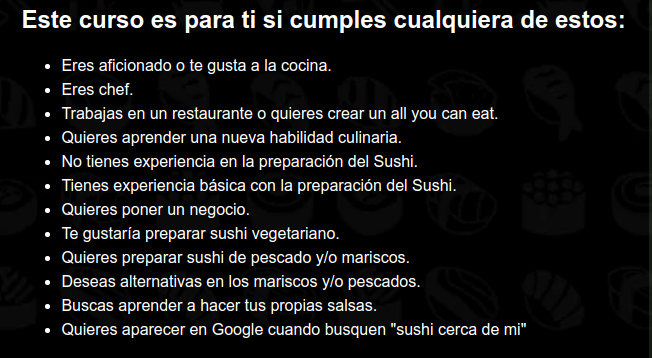 Este curso es para ti si cumples cualquiera de estos:
• Eres aficionado o te gusta a la cocina.
• Eres chef.
• Trabajas en un restaurante o quieres crear un all you can eat.
• Quieres aprender una nueva habilidad culinaria.
• No tienes experiencia en la preparación del Sushi.
• Tienes experiencia básica con la preparación del Sushi.
• Quieres poner un negocio.
• Te gustaría preparar sushi vegetariano.
• Quieres preparar sushi de pescado y/o mariscos.
• Deseas alternativas en los mariscos y/o pescados.
• Buscas aprender a hacer tus propias salsas.
• Quieres aparecer en Google cuando busquen "sushi cerca de mi"